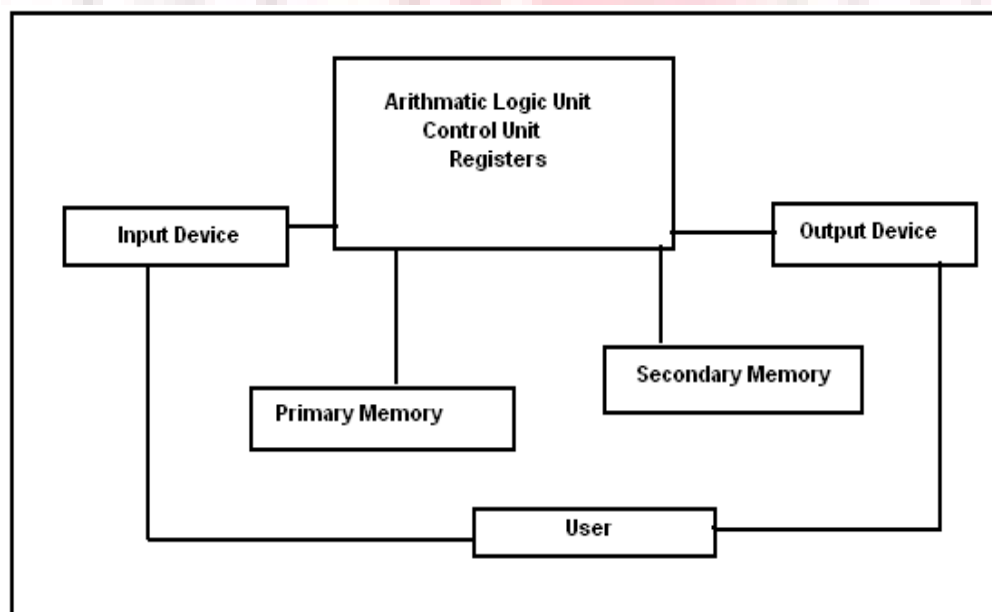 Arithmatic Logic Unit
Control Unit
Registers
Input Device
Output Device
Secondary Memory
Primary Memory
User